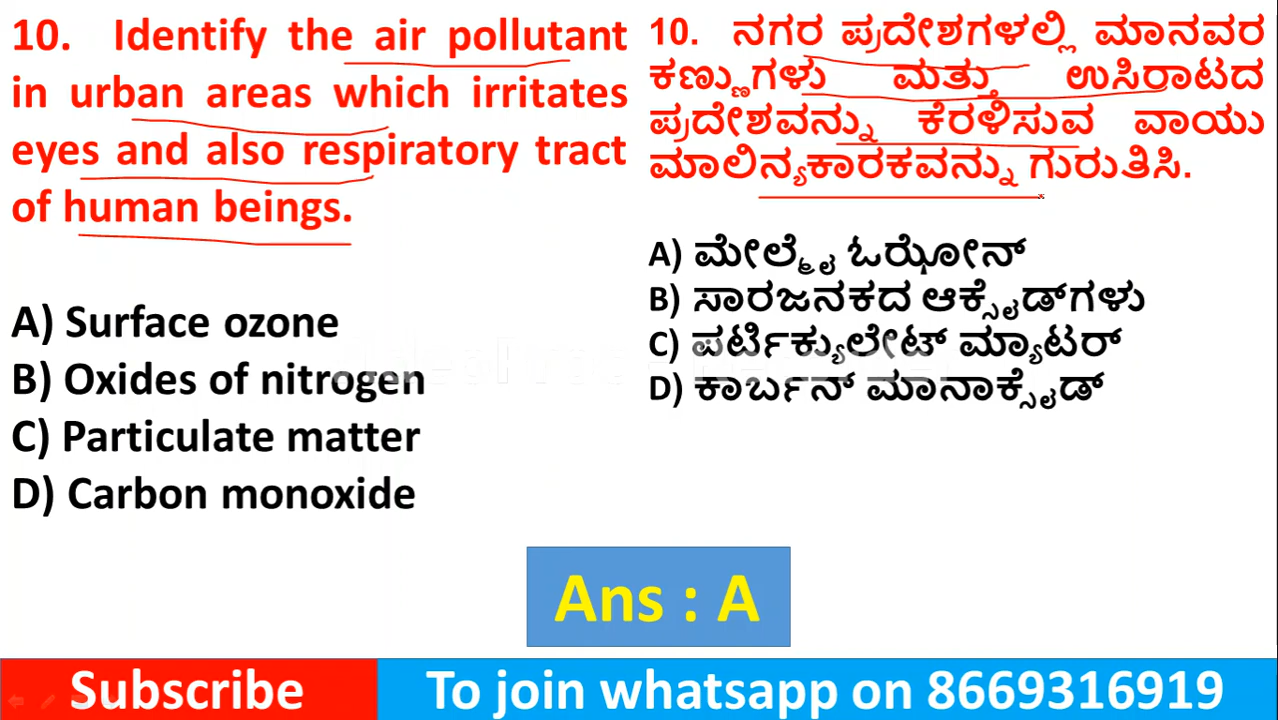 10. Identify the air pollutant
in urban areas which irritates
eyes and also respiratory tract
of human beings.
A) Surface ozone
B) Oxides of nitrogen
C) Particulate matter
D) Carbon monoxide
10. ನಗರ ಪ್ರದೇಶಗಳಲ್ಲಿ ಮಾನವರ
ಕಣ್ಣುಗಳು ಮತ್ತು ಉಸಿರಾಟದ
ಪ್ರದೇಶವನ್ನು ಕೆರಳಿಸುವ ವಾಯು
ಮಾಲಿನ್ಯಕಾರಕವನ್ನು ಗುರುತಿಸಿ.
A) ಮೇಲ್ಮೈ ಓಝೋನ್
B) ಸಾರಜನಕದ ಆಕ್ಸೈಡ್‌ಗಳು
C) ಪರ್ಟಿಕ್ಯುಲೇಟ್ ಮ್ಯಾಟರ್
D) ಕಾರ್ಬನ್ ಮಾನಾಕ್ಸೈಡ್
Ans : A
Subscribe
To join whatsapp on 8669316919